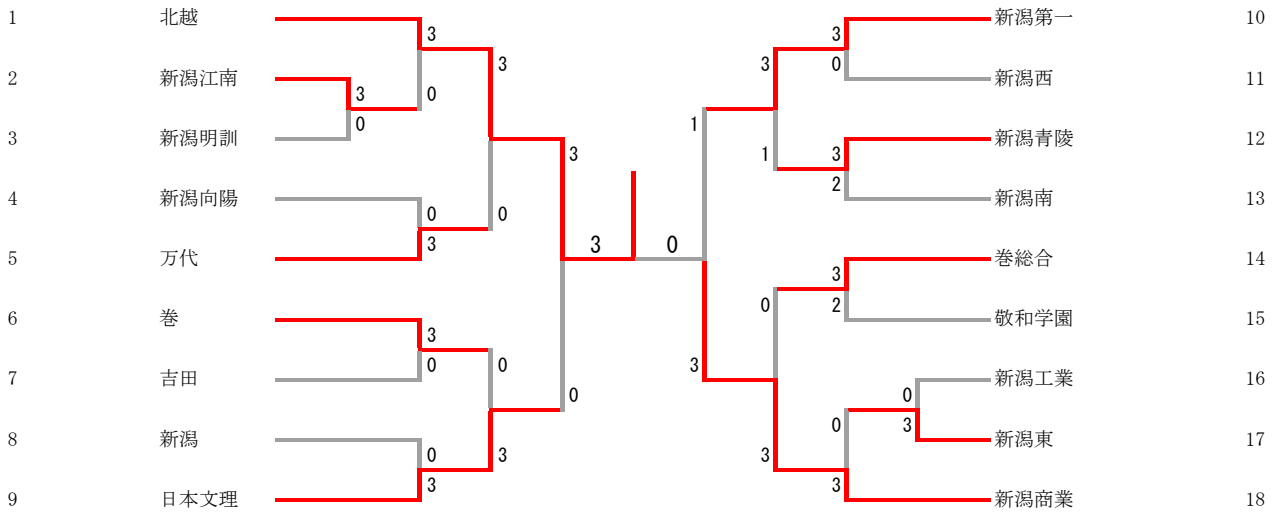 1 北越 3 3 新潟第一 10
3 3
2 新潟江南 3 0 3 0 新潟西 11
3 0 1
3 新潟明訓 3 1 3 新潟青陵 12
4 新潟向陽 0 0 2 新潟南 13
3 3 0
5 万代 3 巻総合 14
6 巻 3 0 2 敬和学園 15
7 吉田 0 0 3 新潟工業 16
0 0
8 新潟 0 3 0 3 新潟東 17
3
9 日本文理 3 3 新潟商業 18